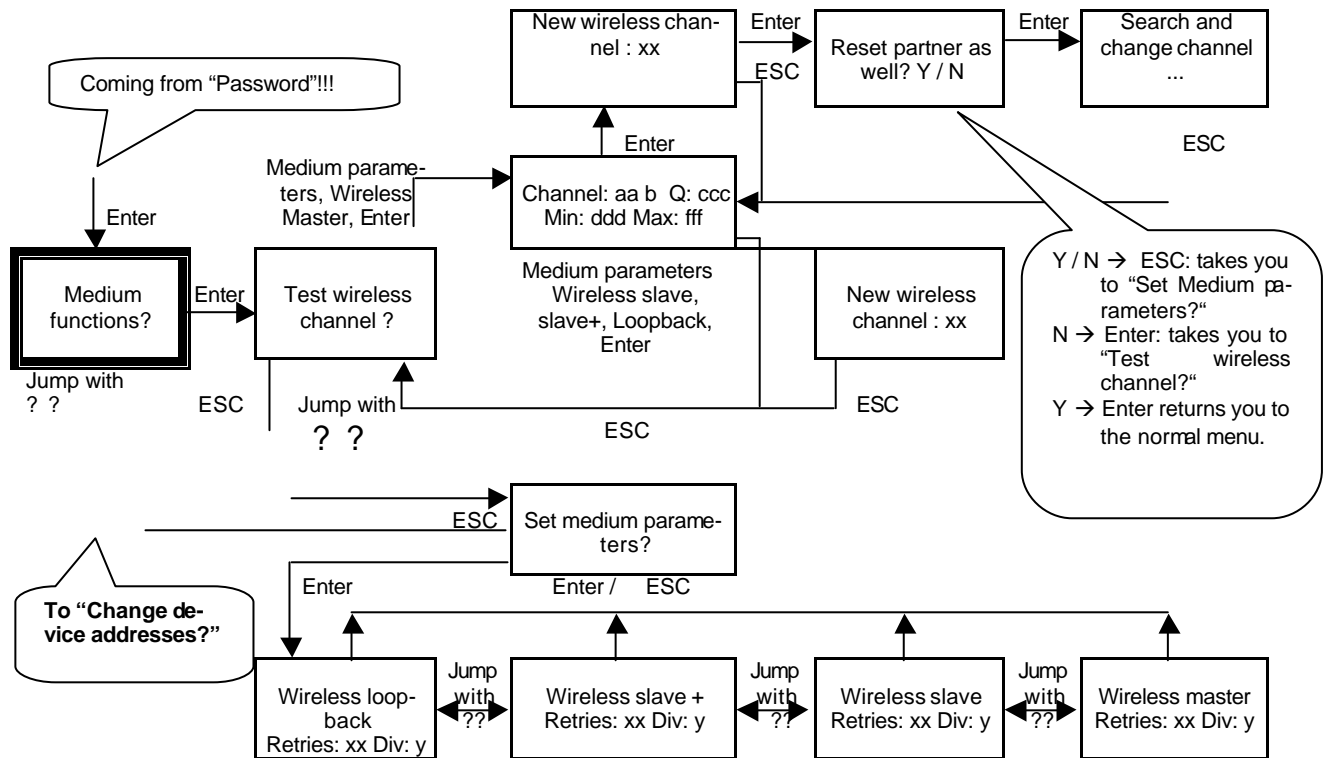 New wireless chan-
nel : xx
Enter
Reset partner as
well? Y / N
Enter
Search and
change channel
...
ESC
ESC
Coming from “Password”!!!
Enter
Medium parame-
ters, Wireless
Master, Enter
Enter
Channel: aa b Q: ccc
Min: ddd Max: fff
Medium
functions?
Enter
Test wireless
channel ?
Medium parameters
Wireless slave,
slave+, Loopback,
Enter
New wireless
channel : xx
Jump with
? ?
ESC
Jump with
? ?
ESC
ESC
Y / N → ESC: takes you
to “Set Medium pa-
rameters?“
N → Enter: takes you to
“Test wireless
channel?“
Y → Enter returns you to
the normal menu.
ESC
Set medium parame-
ters?
Enter
Enter / ESC
To “Change de-
vice addresses?”
Wireless loop-
back
Retries: xx Div: y
Jump
with
??
Wireless slave +
Retries: xx Div: y
Jump
with
??
Wireless slave
Retries: xx Div: y
Jump
with
??
Wireless master
Retries: xx Div: y